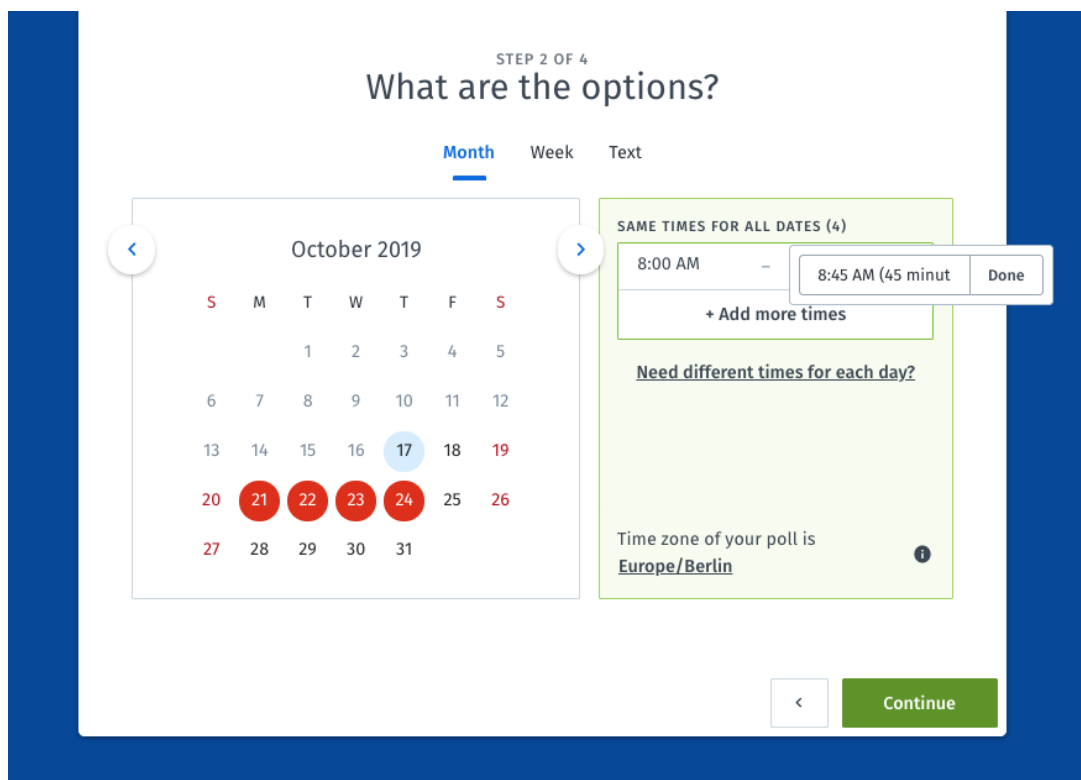 STEP 2 OF 4
What are the options?
Month Week Text
October 2019
S M T W T F S
1 2 3 4 5
6 7 8 9 10 11 12
13 14 15 16 17 18 19
20 21 22 23 24 25 26
27 28 29 30 31
SAME TIMES FOR ALL DATES (4)
8:00 AM – 8:45 AM (45 minut Done
+ Add more times
Need different times for each day?
Time zone of your poll is
Europe/Berlin
Continue